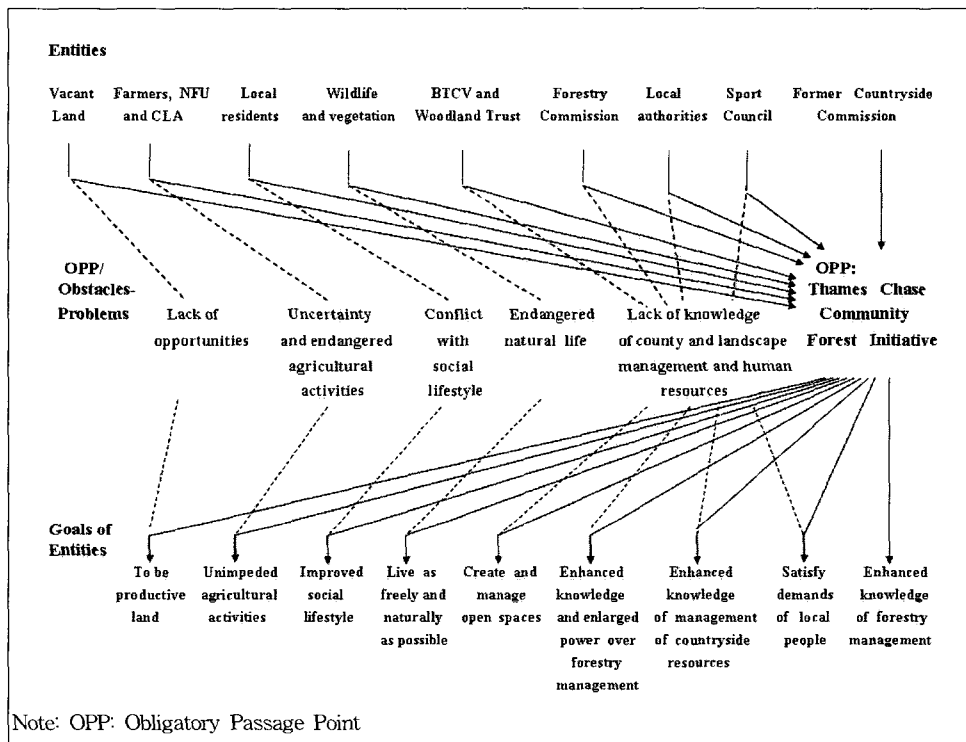 Entities
Vacant Land
Farmers, NFU and CLA
Local residents
Wildlife and vegetation
BTCV and Woodland Trust
Forestry Commission
Local authorities
Sport Council
Former Countryside Commission
OPP/
Obstacles-
Problems
Lack of
opportunities
Uncertainty
and endangered
agricultural
activities
Conflict
with
social
lifestyle
Endangered
natural life
Lack of knowledge
of county and landscape
management and human
resources
OPP:
Thames Chase
Community
Forest Initiative
Goals of
Entities
To be
productive
land
Unimpeded
agricultural
activities
Improved
social
lifestyle
Live as
freely and
naturally
as possible
Create and
manage
open spaces
Enhanced
knowledge
and enlarged
power over
forestry
management
Enhanced
knowledge
of management
of countryside
resources
Satisfy
demands
of local
people
Enhanced
knowledge
of forestry
management
Note: OPP: Obligatory Passage Point